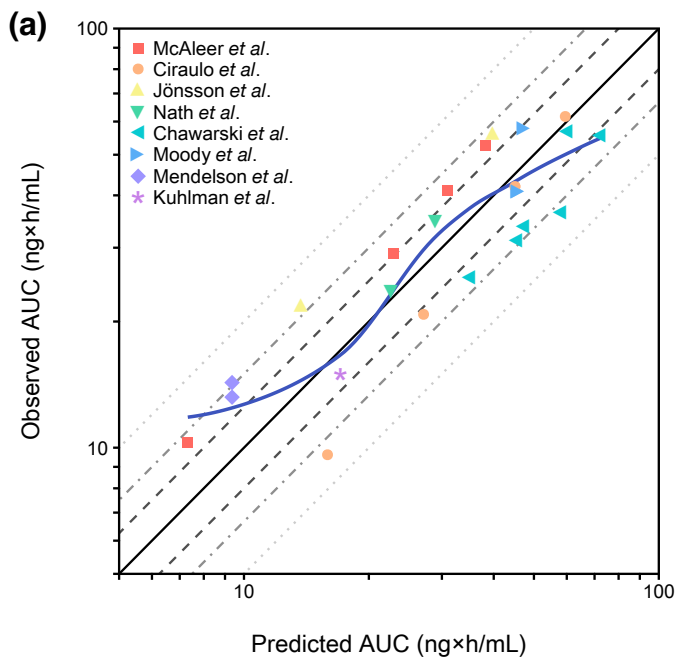 (a)
100
McAleer et al.
Ciraulo et al.
Jönsson et al.
Nath et al.
Chawarski et al.
Moody et al.
Mendelson et al.
Kuhlman et al.
Observed AUC (ng×h/mL)
10
10
100
Predicted AUC (ng×h/mL)